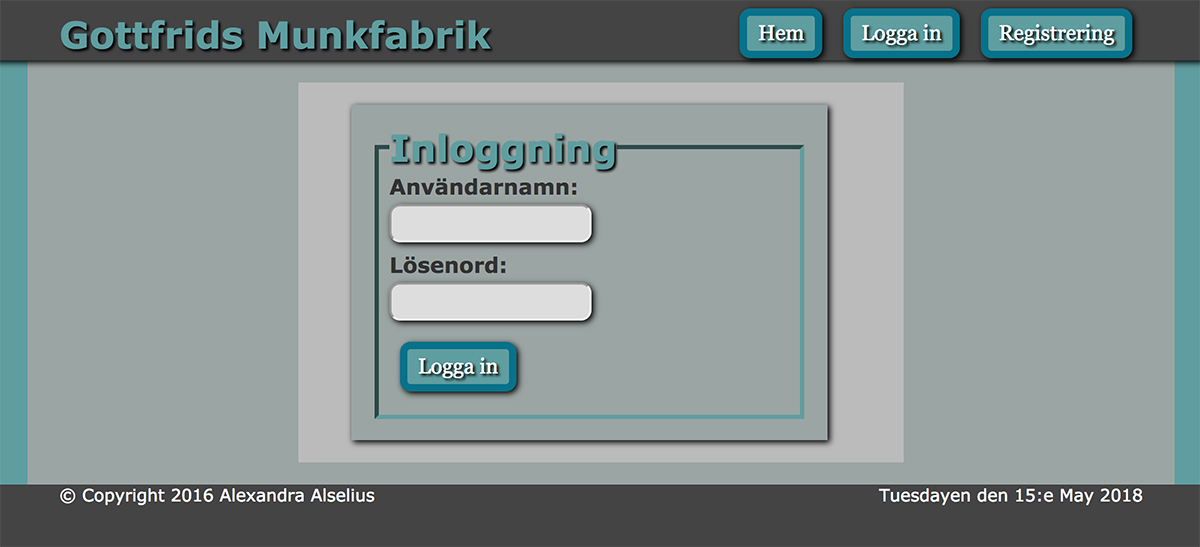 Gottfrids Munkfabrik
Hem Logga in Registrering
Inloggning
Användarnamn:
Lösenord:
Logga in
© Copyright 2016 Alexandra Alselius
Tuesdayen den 15:e May 2018